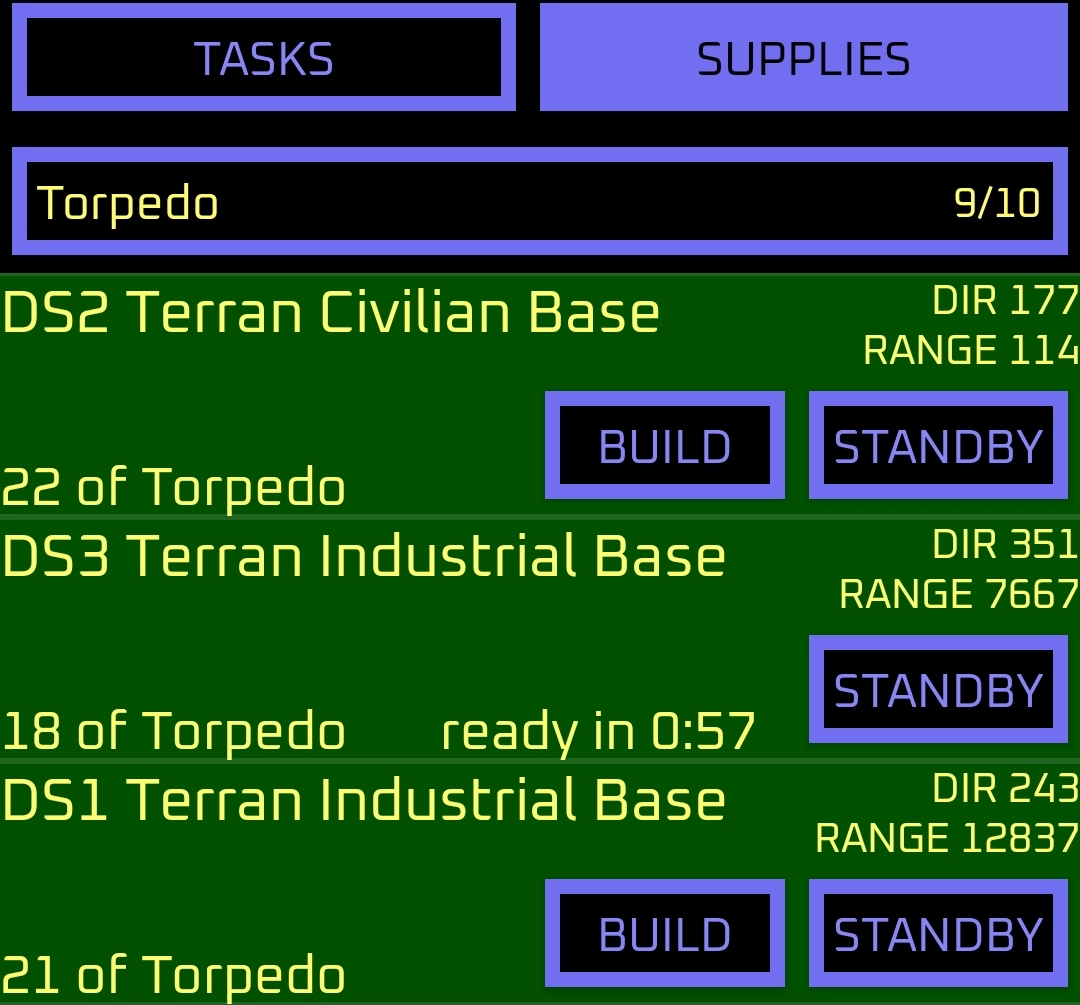 TASKS SUPPLIES
Torpedo 9/10
DS2 Terran Civilian Base DIR 177
RANGE 114
BUILD STANDBY
22 of Torpedo
DS3 Terran Industrial Base DIR 351
RANGE 7667
STANDBY
18 of Torpedo ready in 0:57
DS1 Terran Industrial Base DIR 243
RANGE 12837
BUILD STANDBY
21 of Torpedo